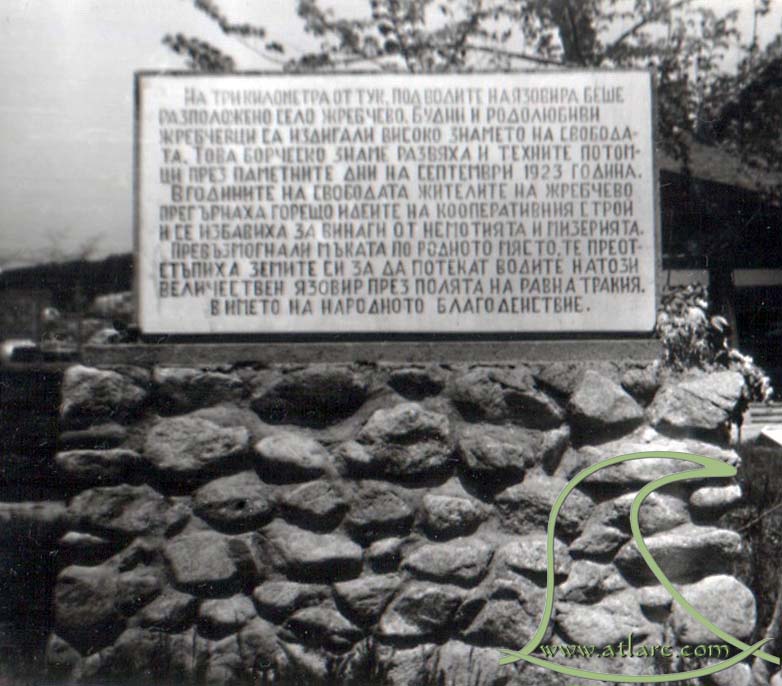 НА ТРИ КИЛОМЕТРА ОТ ТУК, ПОД ВОДИТЕ НА ЯЗОВИРА БЕШЕ
РАЗПОЛОЖЕНО СЕЛО ЖРЕБЧЕВО. БУДНИ И РОДОЛЮБИВИ
ЖРЕБЧЕВЦИ СА ИЗДИГАЛИ ВИСОКО ЗНАМЕТО НА СВОБОДА-
ТА. ТОВА БОРЧЕСКО ЗНАМЕ РАЗВЯХА И ТЕХНИТЕ ПОТОМ-
ЦИ ПРЕЗ ПАМЕТНИТЕ ДНИ НА СЕПТЕМВРИ 1923 ГОДИНА.
В ГОДИНИТЕ НА СВОБОДАТА ЖИТЕЛИТЕ НА ЖРЕБЧЕВО
ПРЕГЪРНАХА ГОРЕЩО ИДЕИТЕ НА КООПЕРАТИВНИЯ СТРОЙ
И СЕ ИЗБАВИХА ЗА ВИНАГИ ОТ НЕМОТИЯТА И МИЗЕРИЯТА.
ПРЕВЪЗМОГНАЛИ МЪКАТА ПО РОДНОТО МЯСТО, ТЕ ПРЕОТ-
СТЪПИХА ЗЕМИТЕ СИ ЗА ДА ПОТЕКАТ ВОДИТЕ НА ТОЗИ
ВЕЛИЧЕСТВЕН ЯЗОВИР ПРЕЗ ПОЛЯТА НА РАВНА ТРАКИЯ.
В ИМЕТО НА НАРОДНОТО БЛАГОДЕНСТВИЕ.
www.atlarc.com